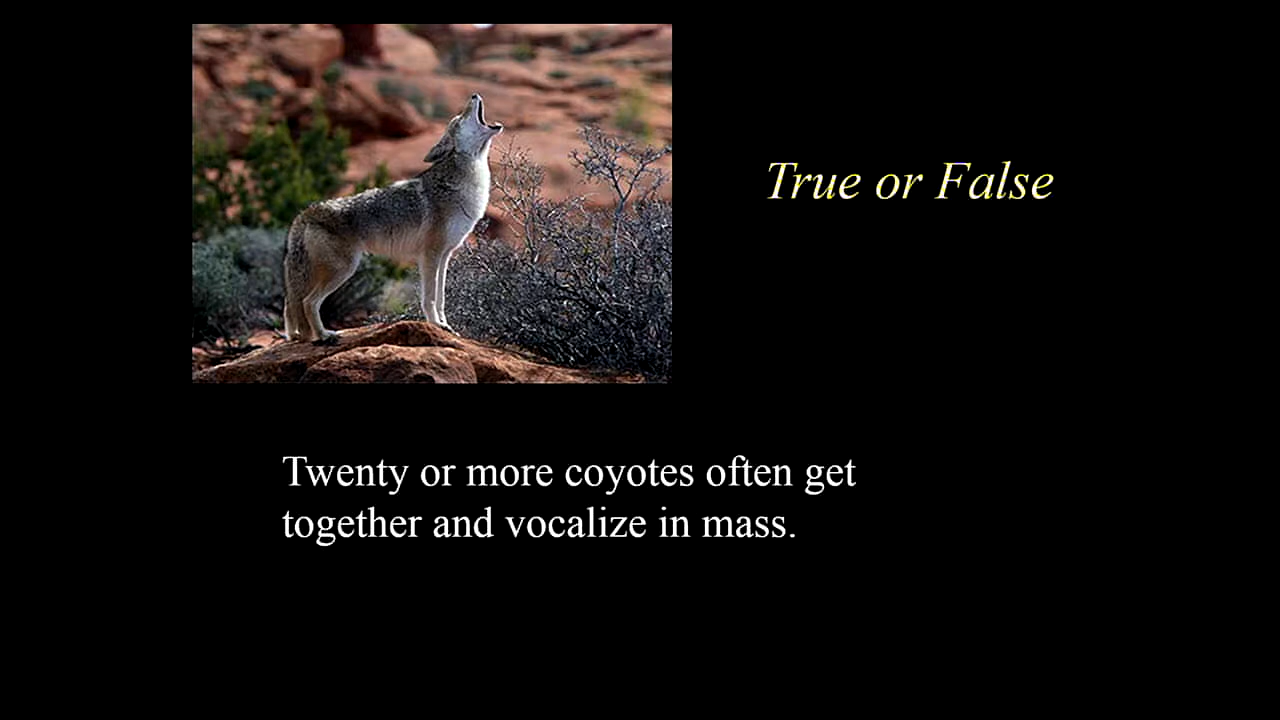 True or False
Twenty or more coyotes often get
together and vocalize in mass.